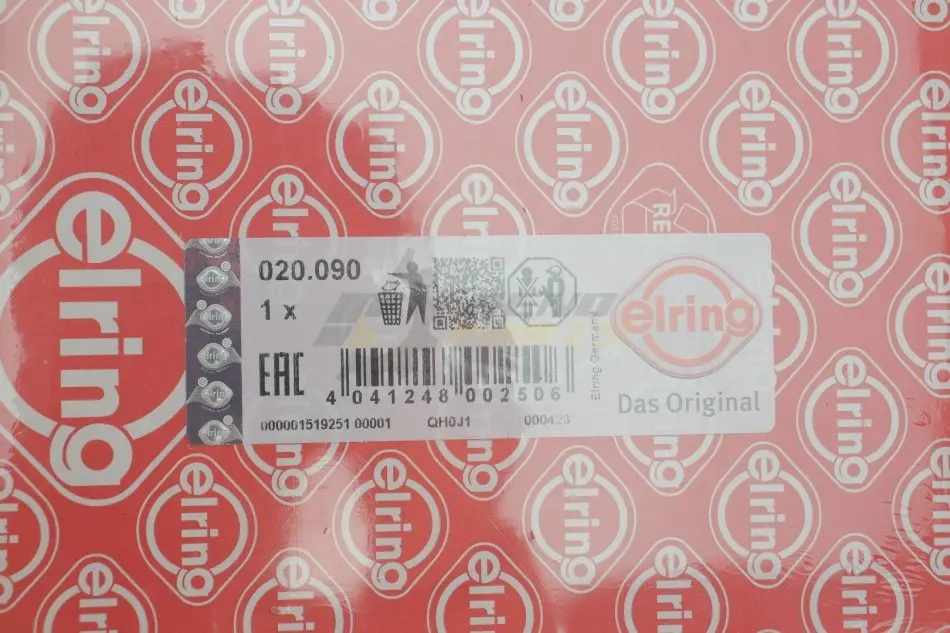 020.090
1 x
EAC
4 041248 002506
000001519251 00001 QH0J1 000423
Elring Germany
elring
Das Original
elring